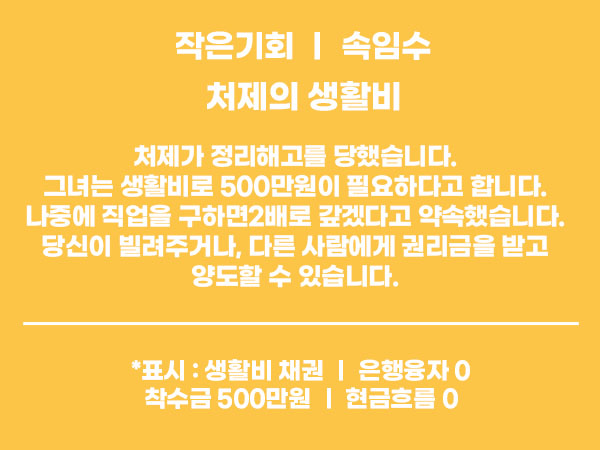 작은기회 ㅣ 속임수
처제의 생활비
처제가 정리해고를 당했습니다.
그녀는 생활비로 500만원이 필요하다고 합니다.
나중에 직업을 구하면2배로 갚겠다고 약속했습니다.
당신이 빌려주거나, 다른 사람에게 권리금을 받고
양도할 수 있습니다.
*표시 : 생활비 채권 ㅣ 은행융자 0
착수금 500만원 ㅣ 현금흐름 0